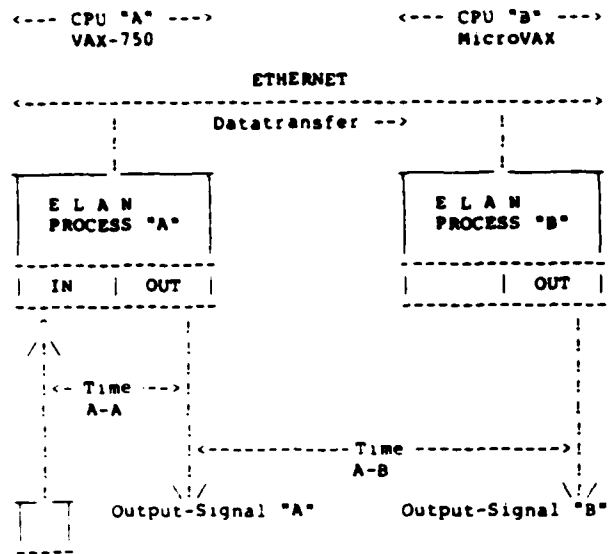 <--- CPU "A" ---> <--- CPU "B" --->
VAX-750 MicroVAX
ETHERNET
Datatransfer -->
E L A N E L A N
PROCESS "A" PROCESS "B"
| IN | OUT | | | OUT |
<- Time --->
A-A
<------------ Time ------------>
A-B
Output-Signal "A" Output-Signal "B"